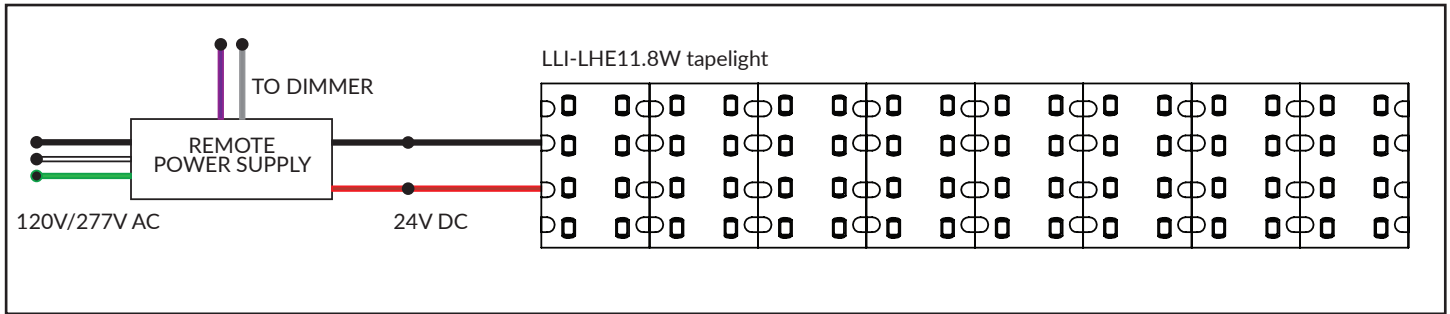 LLI-LHE11.8W tapelight
TO DIMMER
REMOTE
POWER SUPPLY
120V/277V AC
24V DC